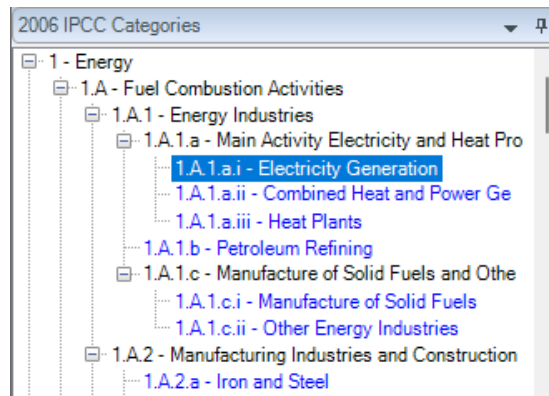 2006 IPCC Categories
1 - Energy
1.A - Fuel Combustion Activities
1.A.1 - Energy Industries
1.A.1.a - Main Activity Electricity and Heat Pro
1.A.1.a.i - Electricity Generation
1.A.1.a.ii - Combined Heat and Power Ge
1.A.1.a.iii - Heat Plants
1.A.1.b - Petroleum Refining
1.A.1.c - Manufacture of Solid Fuels and Othe
1.A.1.c.i - Manufacture of Solid Fuels
1.A.1.c.ii - Other Energy Industries
1.A.2 - Manufacturing Industries and Construction
1.A.2.a - Iron and Steel